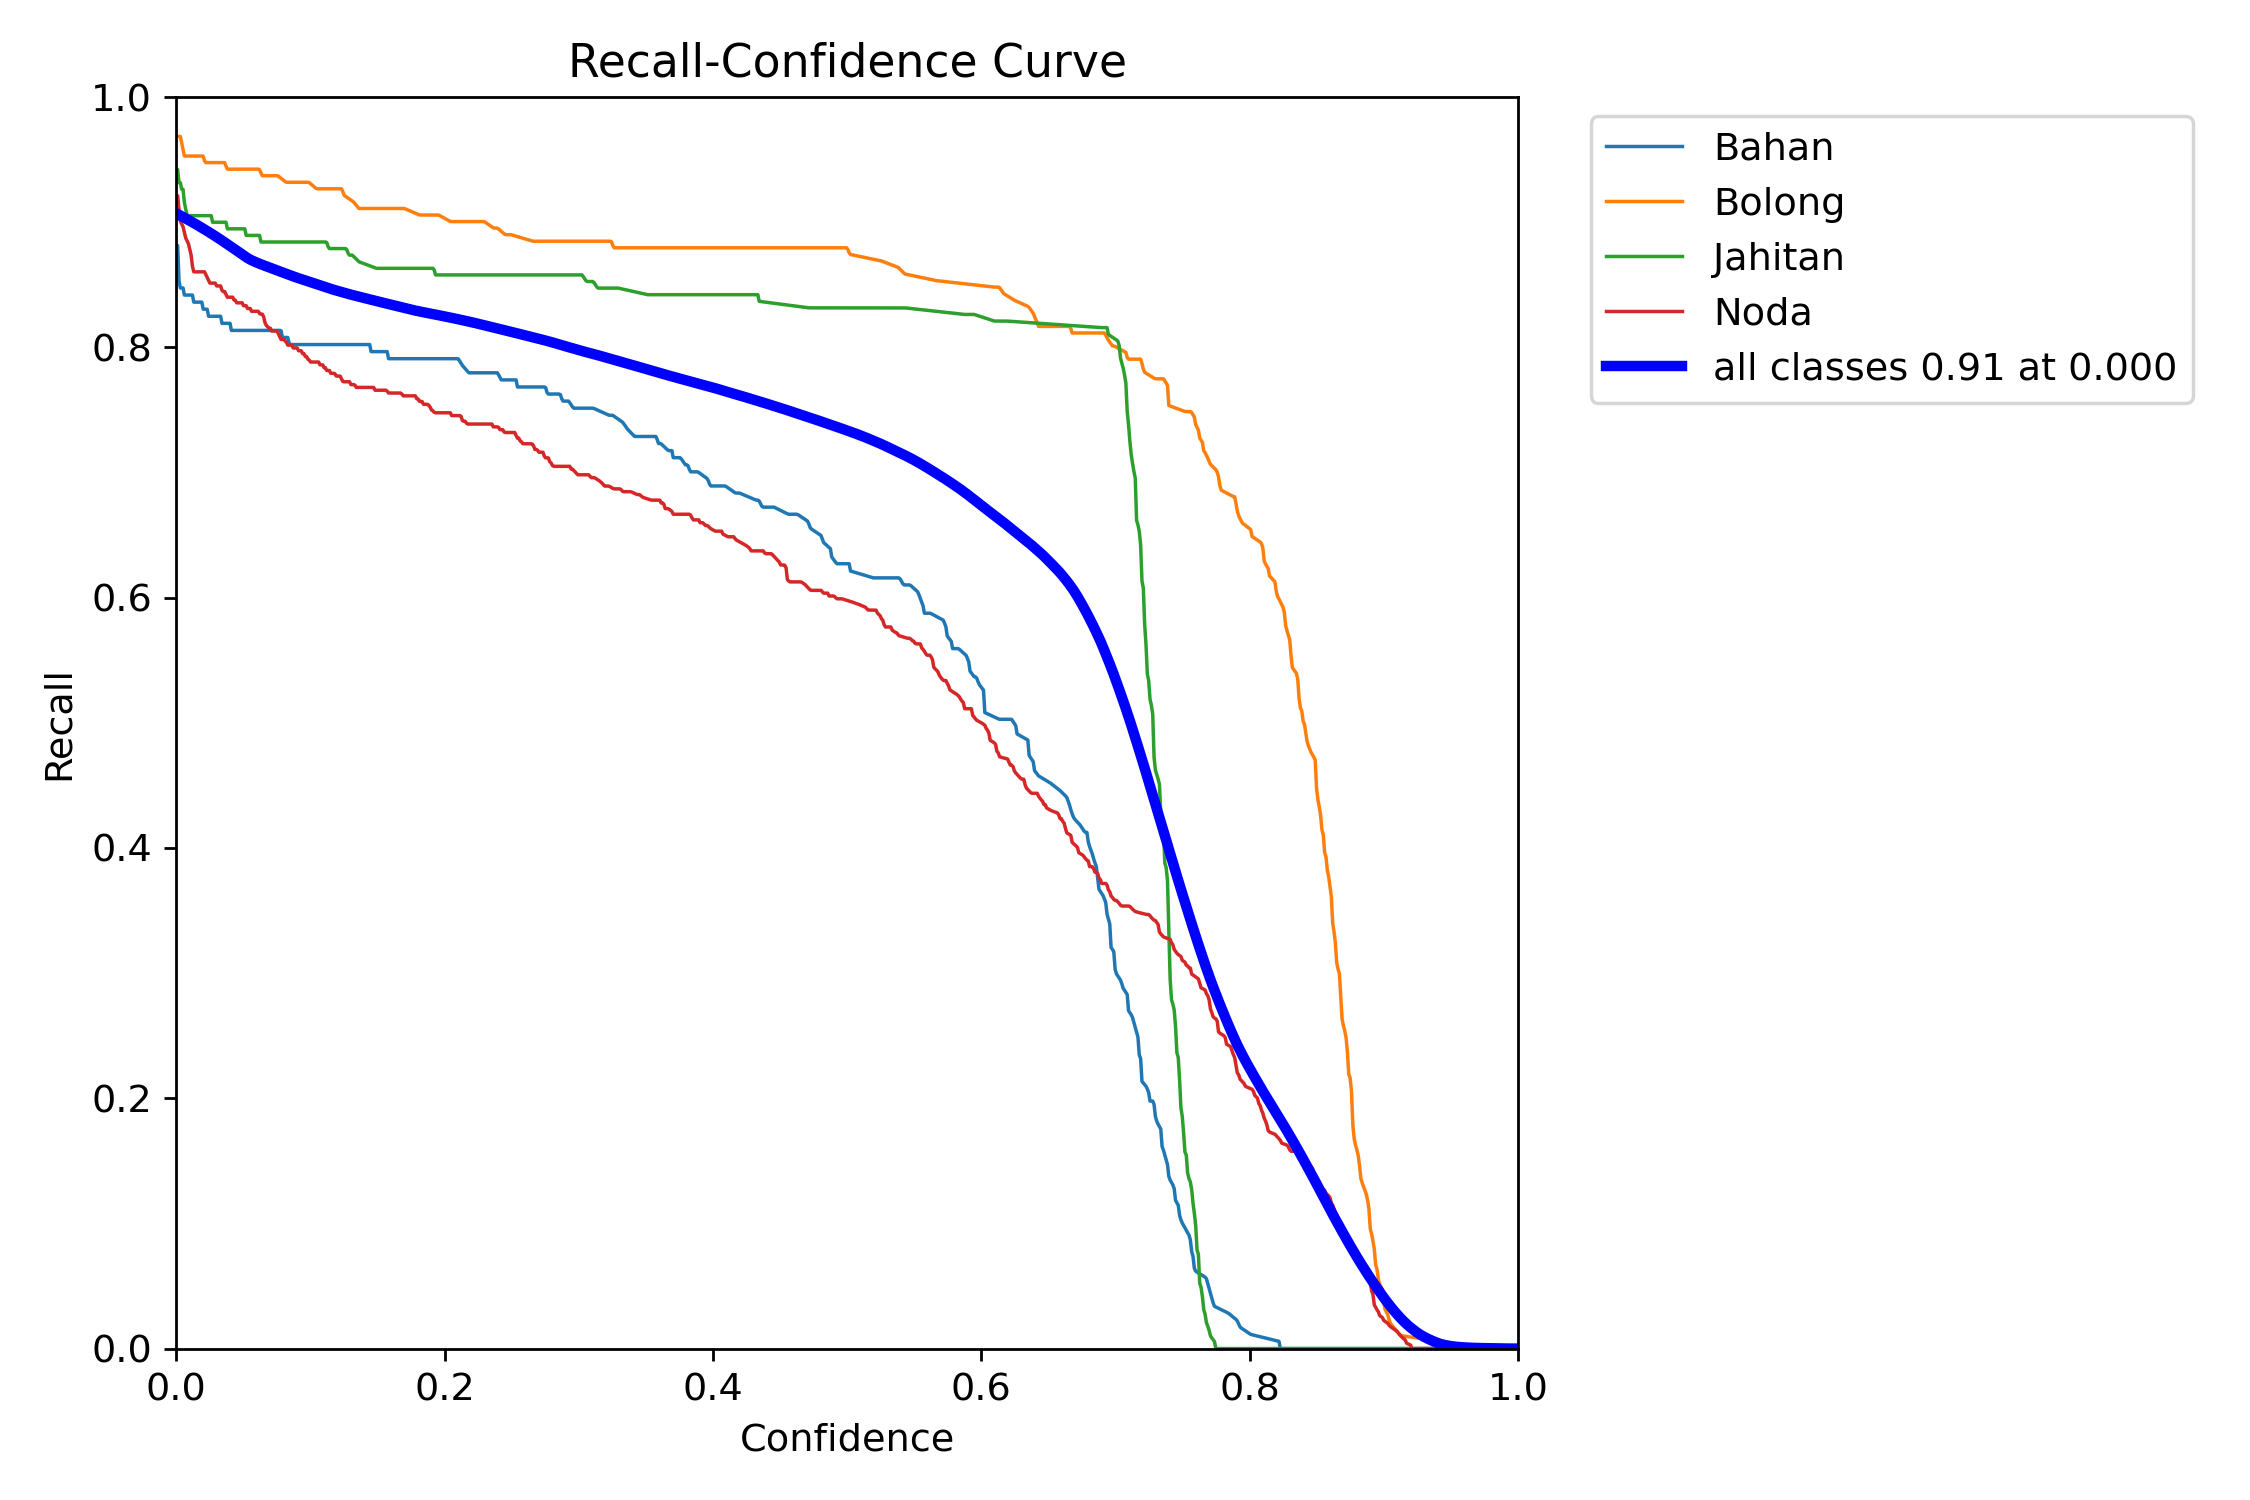 Recall-Confidence Curve
1.0
0.8
0.6
0.4
0.2
0.0
Recall
0.0 0.2 0.4 0.6 0.8 1.0
Confidence
Bahan
Bolong
Jahitan
Noda
all classes 0.91 at 0.000